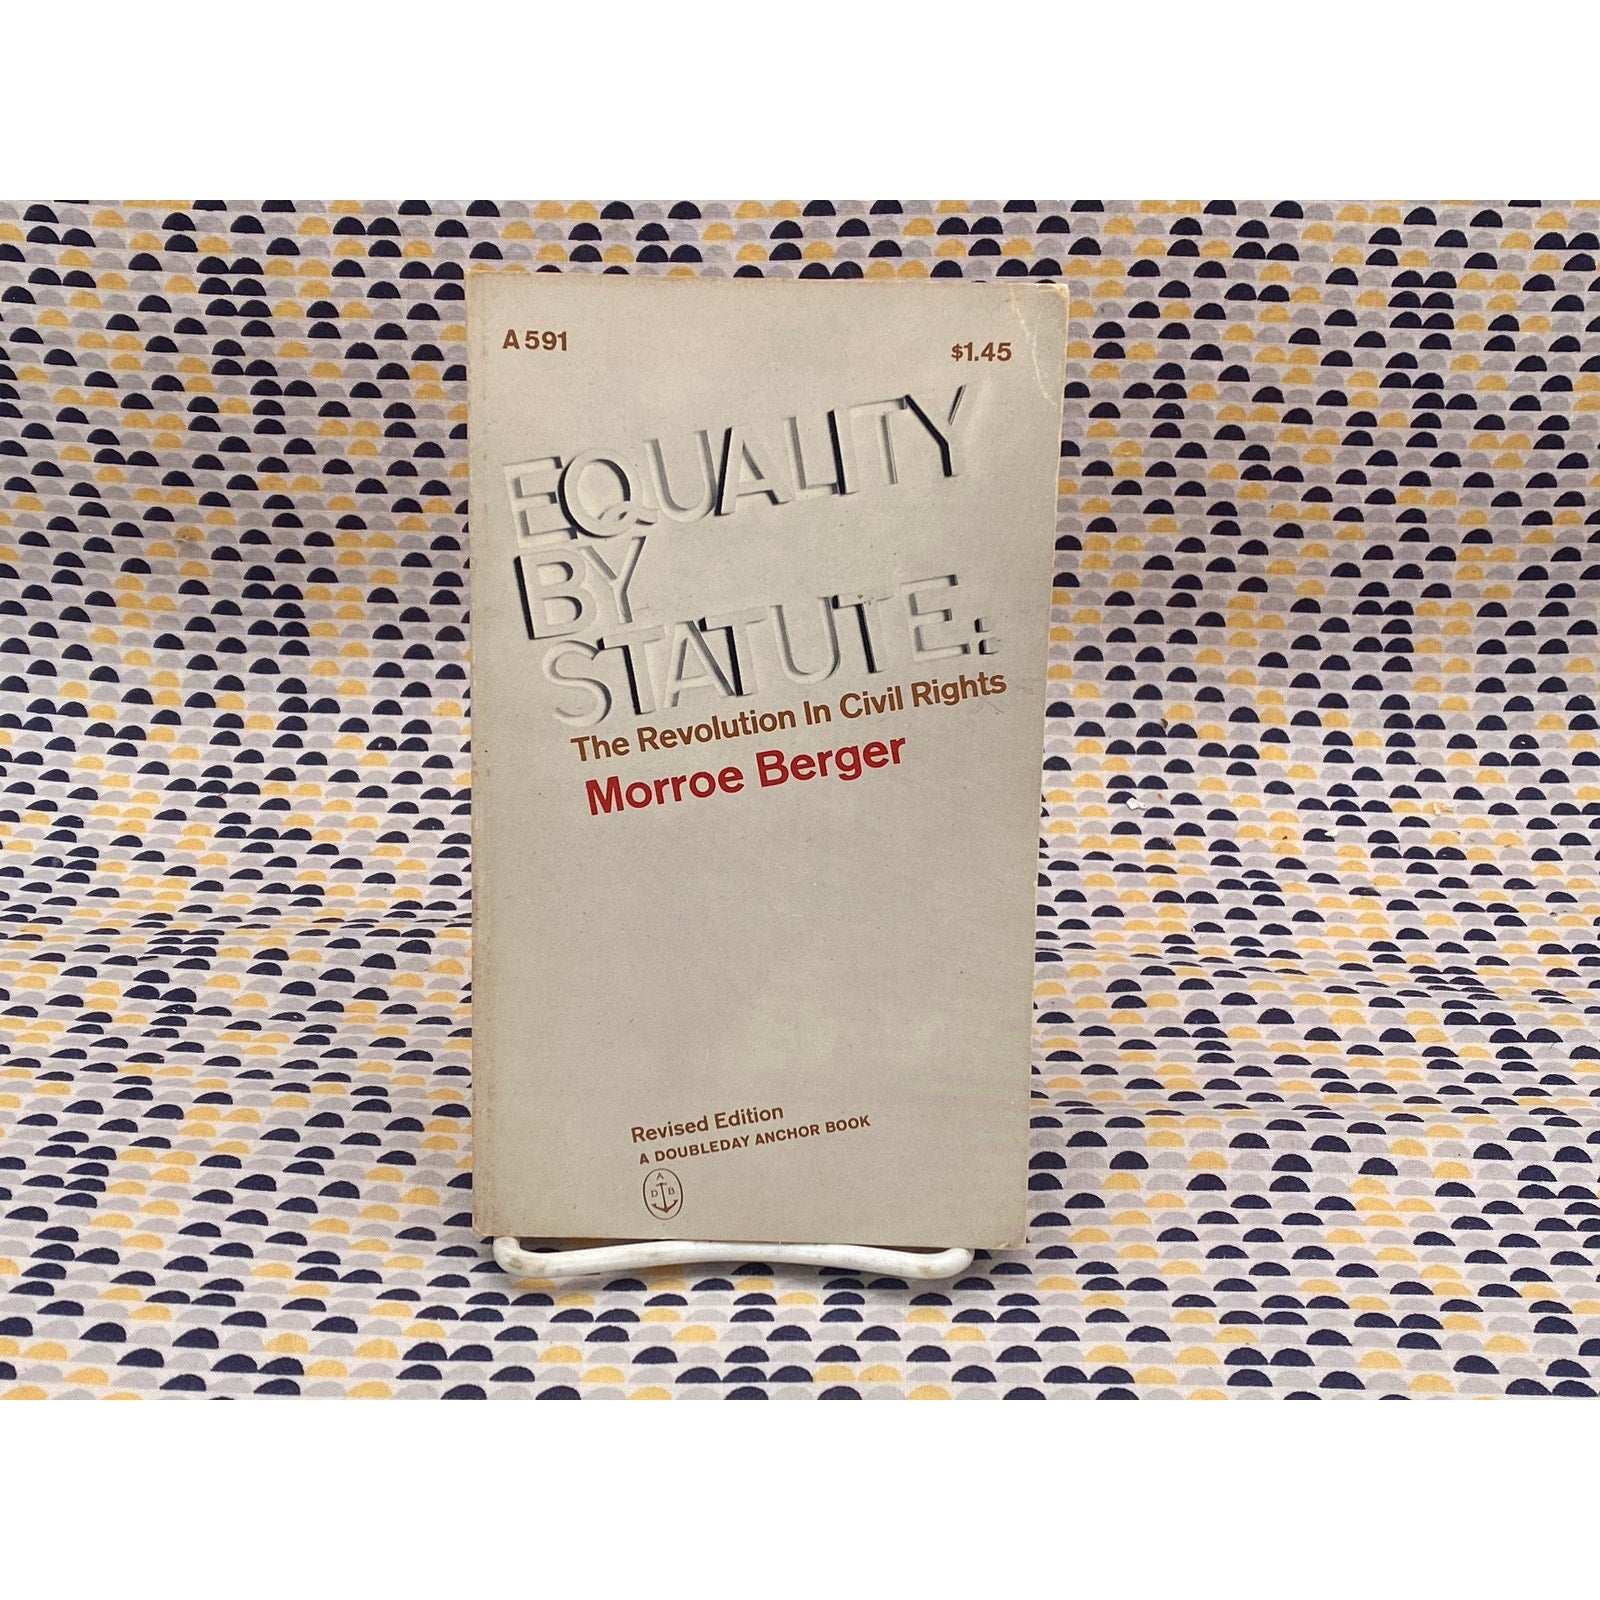 A 591
$1.45
EQUALITY
BY
STATUTE:
The Revolution In Civil Rights
Morroe Berger
Revised Edition
A DOUBLEDAY ANCHOR BOOK
A
D B